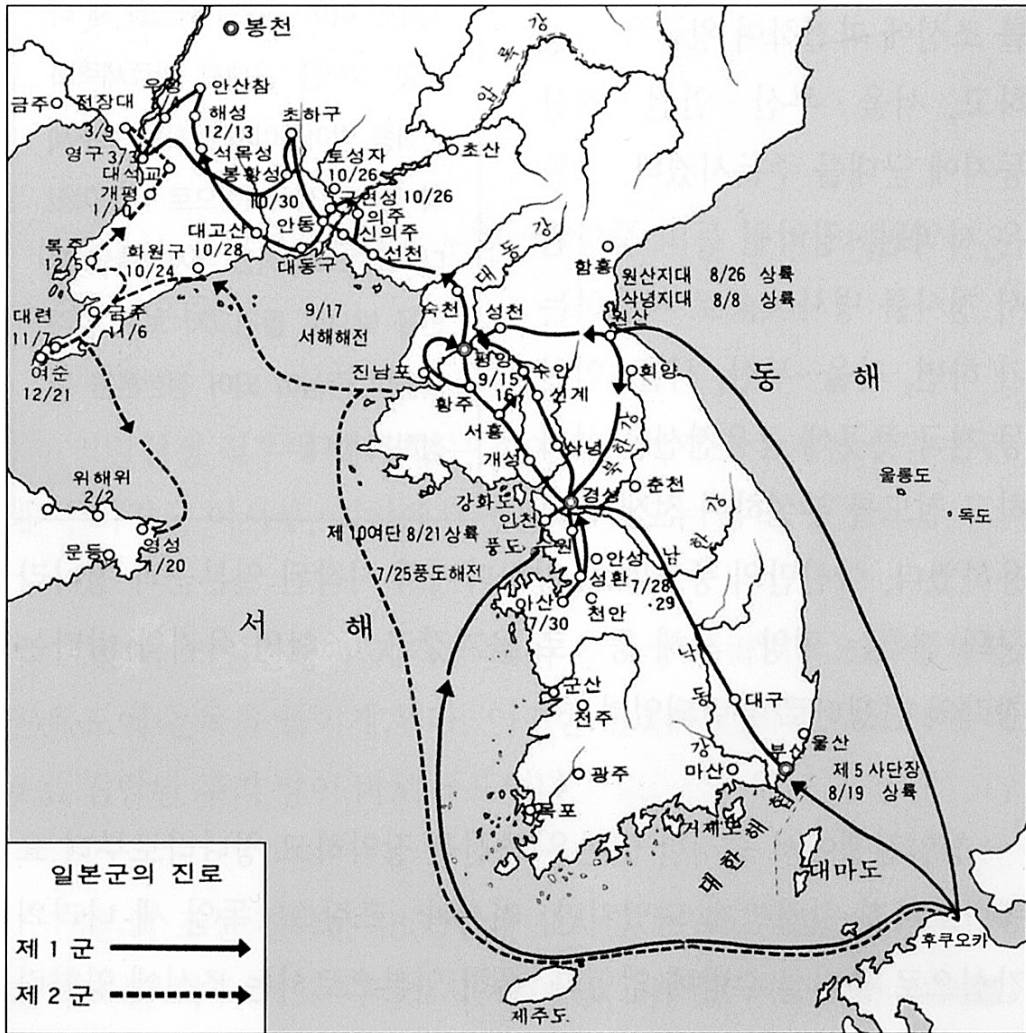 봉천
압록강
우장
3/4
안산참
금주
전장대
3/9
해성
12/13
초하구
영구
3/3
석목성
대석교
봉황성
10/30
토성자
10/26
초산
개평
1/10
구련성 10/26
안동
의주
신의주
대고산
10/28
선천
복주
12/5
화원구
10/24
대동구
대동강
함흥
원산지대 8/26 상륙
삭녕지대 8/8 상륙
9/17
서해해전
숙천
성천
원산
대련
11/7
금주
11/6
여순
12/21
진남포
평양
9/15
16
수안
회양
동 해
황주
신계
서흥
북한강
삭녕
개성
울릉도
위해위
2/2
강화도
경성
춘천
독도
인천
제10여단 8/21 상륙
풍도
수원
남한강
문등
영성
1/20
7/25풍도해전
안성
성환
7/28
.29
아산
7/30
천안
서 해
낙동강
군산
전주
대구
울산
부산
광주
마산
제5사단장
8/19 상륙
목포
거제도
대한해협
대마도
일본군의 진로
제1군
제2군
후쿠오카
제주도